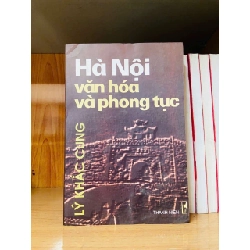 Hà Nội
văn hóa
và phong tục
LÝ KHẮC CUNG